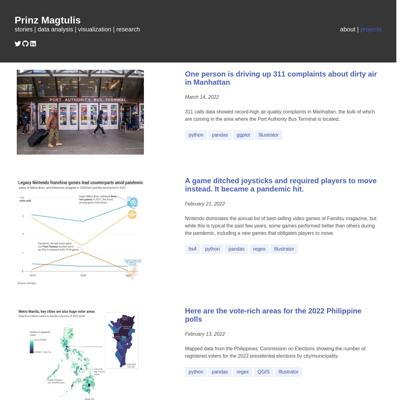 Prinz Magtulis
stories | data analysis | visualization | research
about | projects
PORT AUTHORITY BUS TERMINAL
One person is driving up 311 complaints about dirty air
in Manhattan
March 14, 2022
311 calls data showed record-high air quality complaints in Manhattan, the bulk of which
are coming in the area where the Port Authority Bus Terminal is located.
python pandas ggplot Illustrator
Legacy Nintendo franchise games lead counterparts amid pandemic
A game ditched joysticks and required players to move
instead. It became a pandemic hit.
February 21, 2022
Nintendo dominates the annual list of best-selling video games of Famitsu magazine, but
while this is typical the past few years, some games performed better than others during
the pandemic, including a new games that obligates players to move.
bs4 python pandas regex Illustrator
Metro Manila, key cities are also huge voter areas
Here are the vote-rich areas for the 2022 Philippine
polls
February 13, 2022
Mapped data from the Philippines' Commission on Elections showing the number of
registered voters for the 2022 presidential elections by city/municipality.
python pandas regex QGIS Illustrator